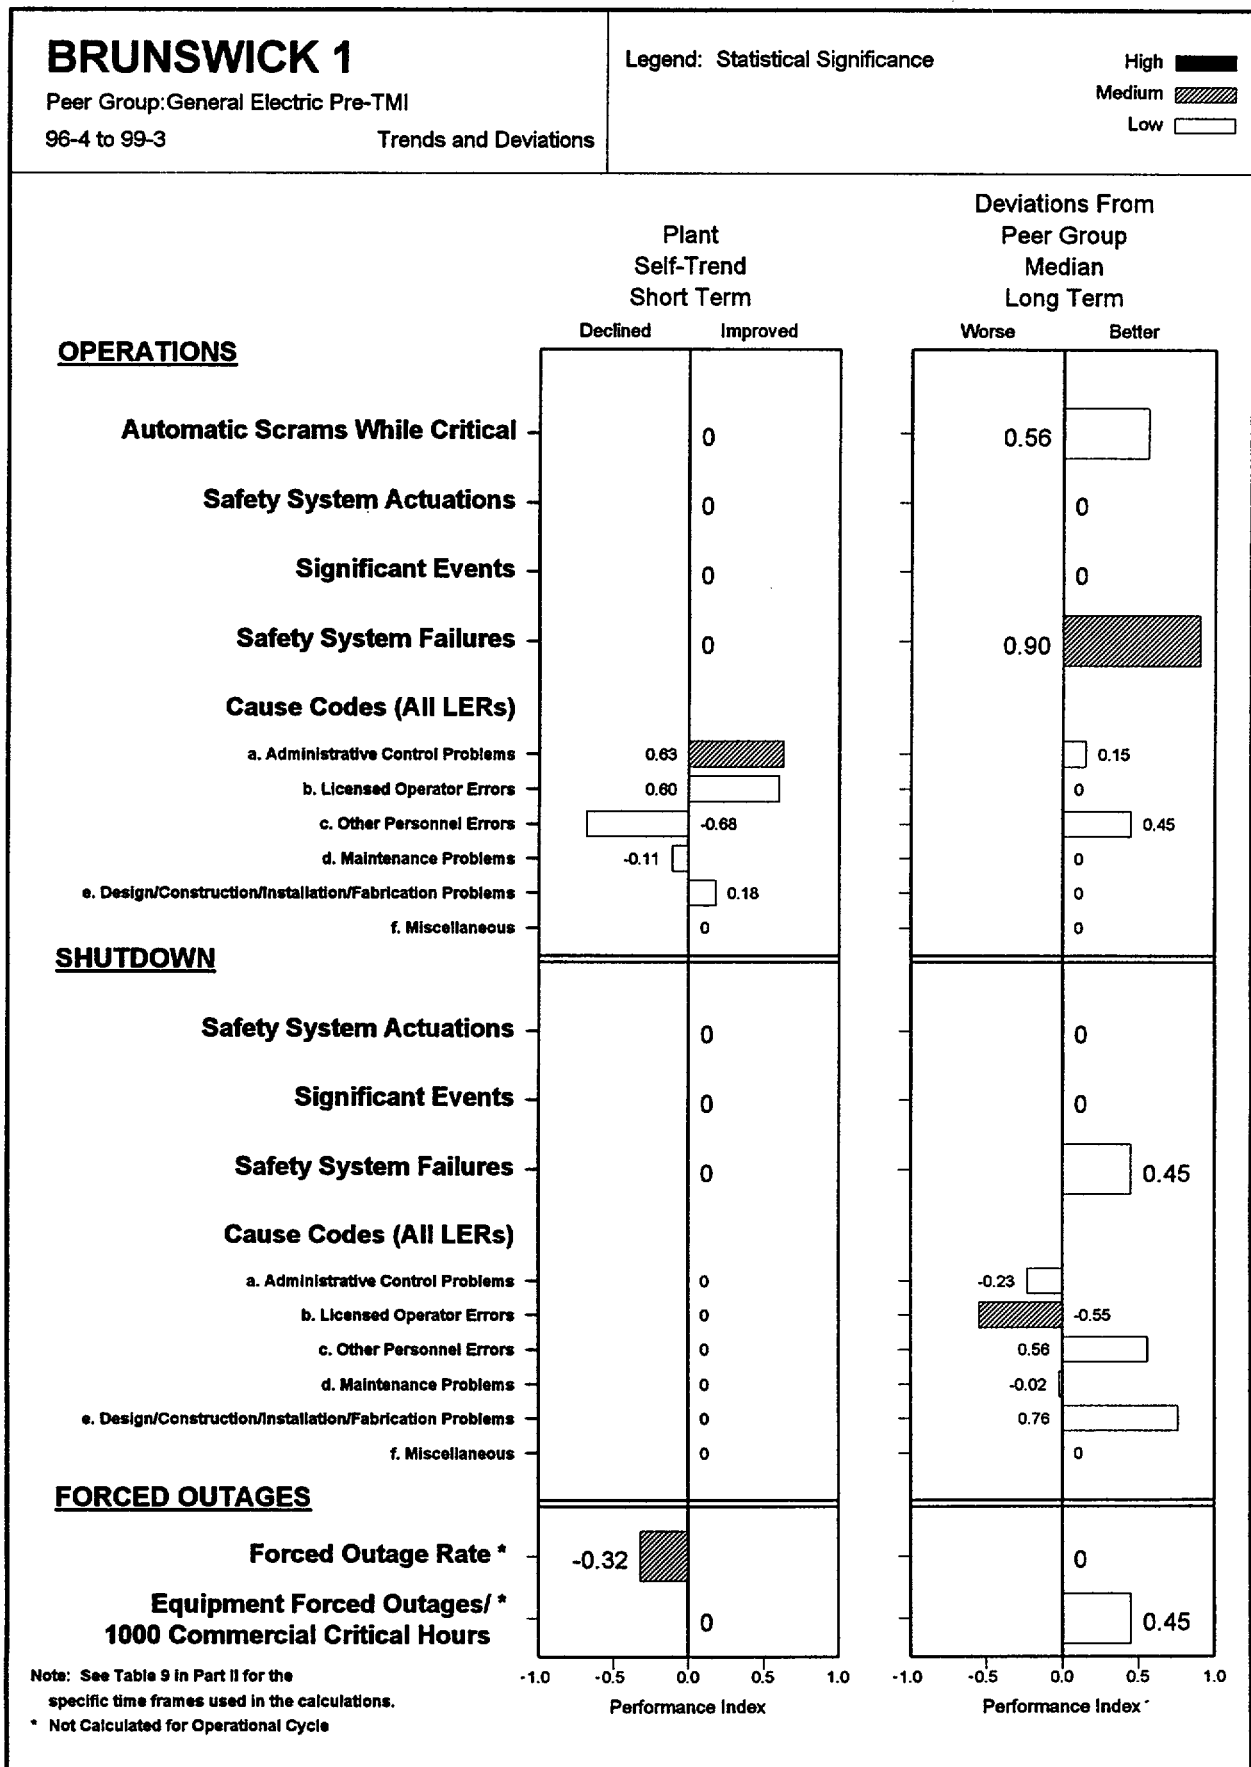 BRUNSWICK 1
Peer Group:General Electric Pre-TMI
96-4 to 99-3 Trends and Deviations
Legend: Statistical Significance
High
Medium
Low
Plant
Self-Trend
Short Term
Deviations From
Peer Group
Median
Long Term
Declined Improved Worse Better
OPERATIONS
Automatic Scrams While Critical 0 0.56
Safety System Actuations 0 0
Significant Events 0 0
Safety System Failures 0 0.90
Cause Codes (All LERs)
a. Administrative Control Problems 0.63 0.15
b. Licensed Operator Errors 0.60 0
c. Other Personnel Errors -0.68 0.45
d. Maintenance Problems -0.11 0
e. Design/Construction/Installation/Fabrication Problems 0.18 0
f. Miscellaneous 0 0
SHUTDOWN
Safety System Actuations 0 0
Significant Events 0 0
Safety System Failures 0 0.45
Cause Codes (All LERs)
a. Administrative Control Problems 0 -0.23
b. Licensed Operator Errors 0 -0.55
c. Other Personnel Errors 0 0.56
d. Maintenance Problems 0 -0.02
e. Design/Construction/Installation/Fabrication Problems 0 0.76
f. Miscellaneous 0 0
FORCED OUTAGES
Forced Outage Rate * -0.32 0
Equipment Forced Outages/ *
1000 Commercial Critical Hours 0 0.45
-1.0 -0.5 0.0 0.5 1.0 -1.0 -0.5 0.0 0.5 1.0
Performance Index Performance Index
Note: See Table 9 in Part II for the
specific time frames used in the calculations.
* Not Calculated for Operational Cycle